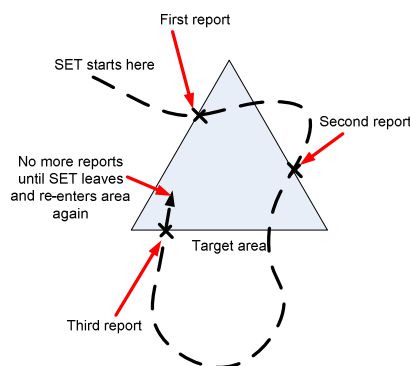 First report
SET starts here
Second report
No more reports
until SET leaves
and re-enters area
again
Target area
Third report